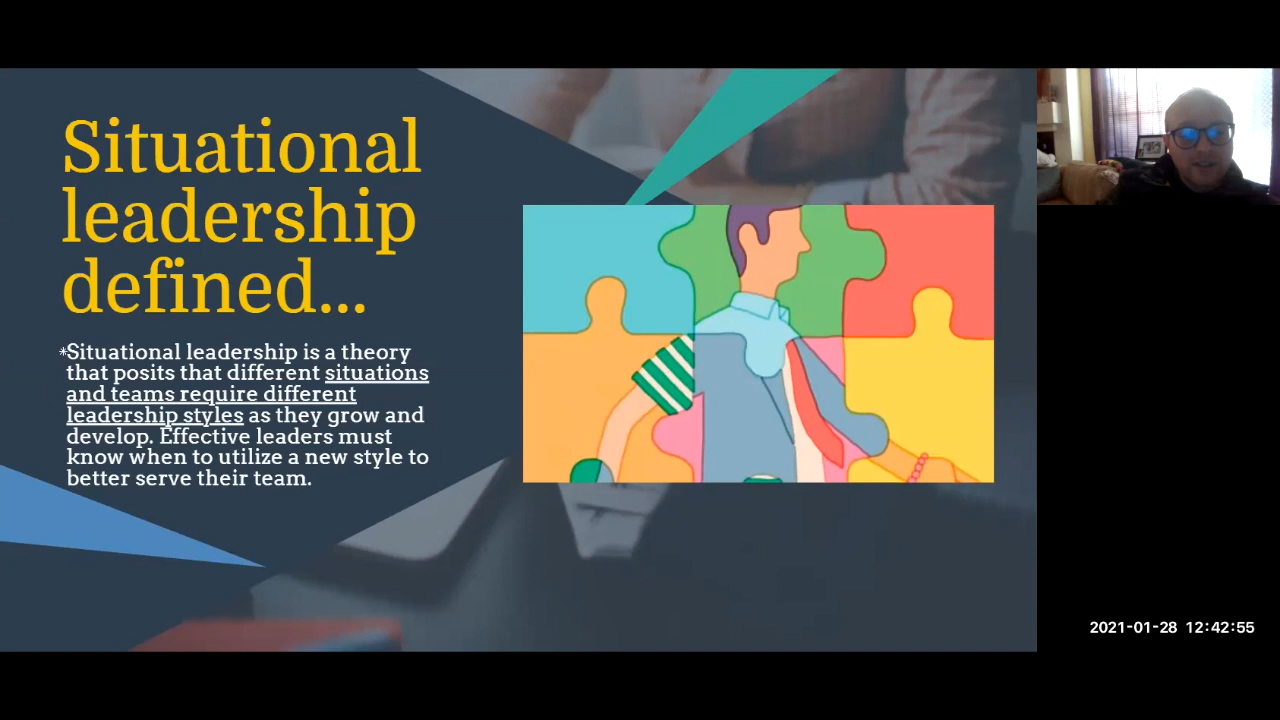 Situational
leadership
defined...
*Situational leadership is a theory
that posits that different situations
and teams require different
leadership styles as they grow and
develop. Effective leaders must
know when to utilize a new style to
better serve their team.
2021-01-28 12:42:55